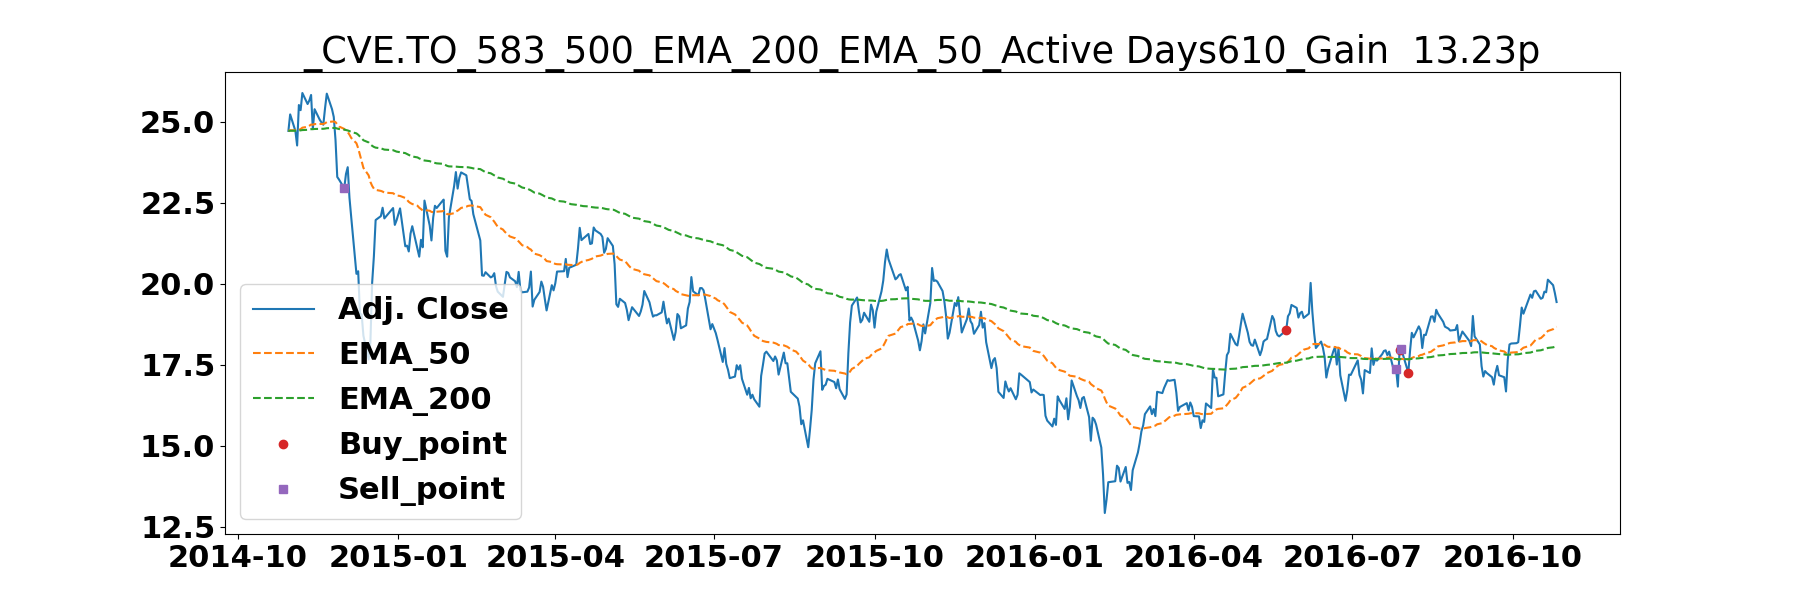 _CVE.TO_583_500_EMA_200_EMA_50_Active Days610_Gain  13.23p
25.0
22.5
20.0
17.5
15.0
12.5
Adj. Close
EMA_50
EMA_200
Buy_point
Sell_point
2014-10 2015-01 2015-04 2015-07 2015-10 2016-01 2016-04 2016-07 2016-10